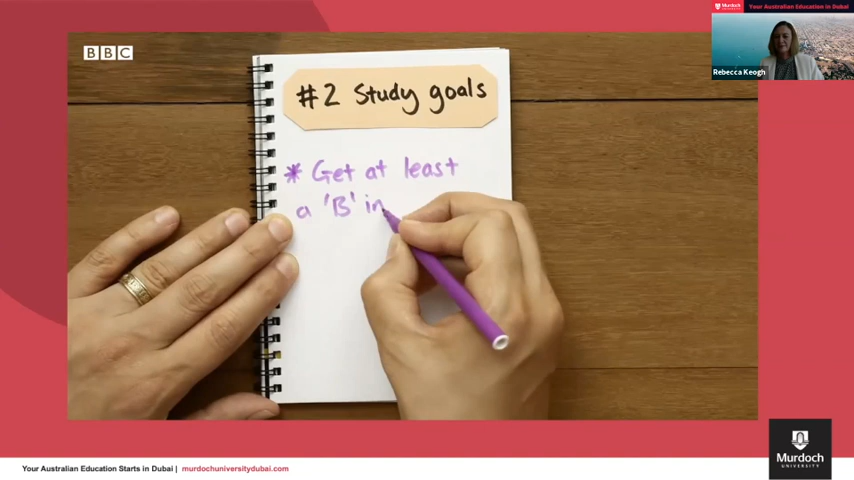 Murdoch
UNIVERSITY
Your Australian Education in Dubai
BBC
Rebecca Keogh
#2 Study goals
* Get at least
a 'B' in
Murdoch
UNIVERSITY
Your Australian Education Starts in Dubai | murdochuniversitydubai.com